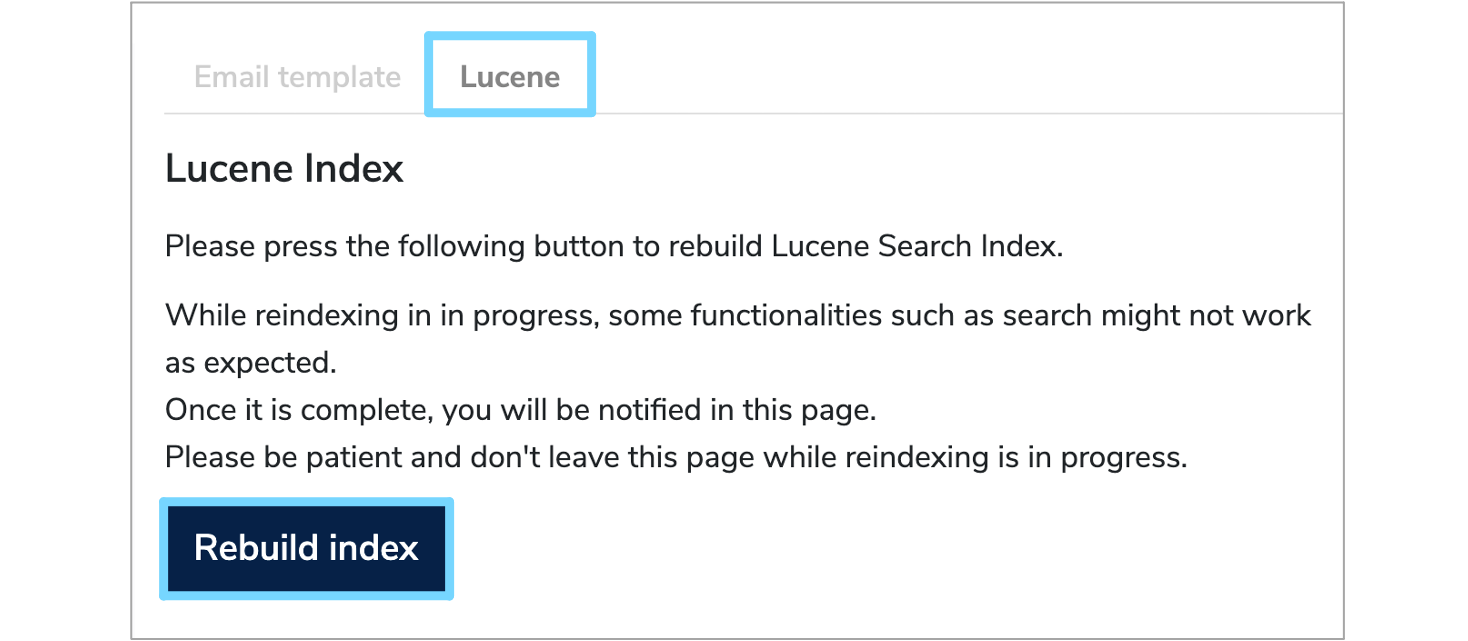 Email template Lucene
Lucene Index
Please press the following button to rebuild Lucene Search Index.
While reindexing in in progress, some functionalities such as search might not work
as expected.
Once it is complete, you will be notified in this page.
Please be patient and don't leave this page while reindexing is in progress.
Rebuild index